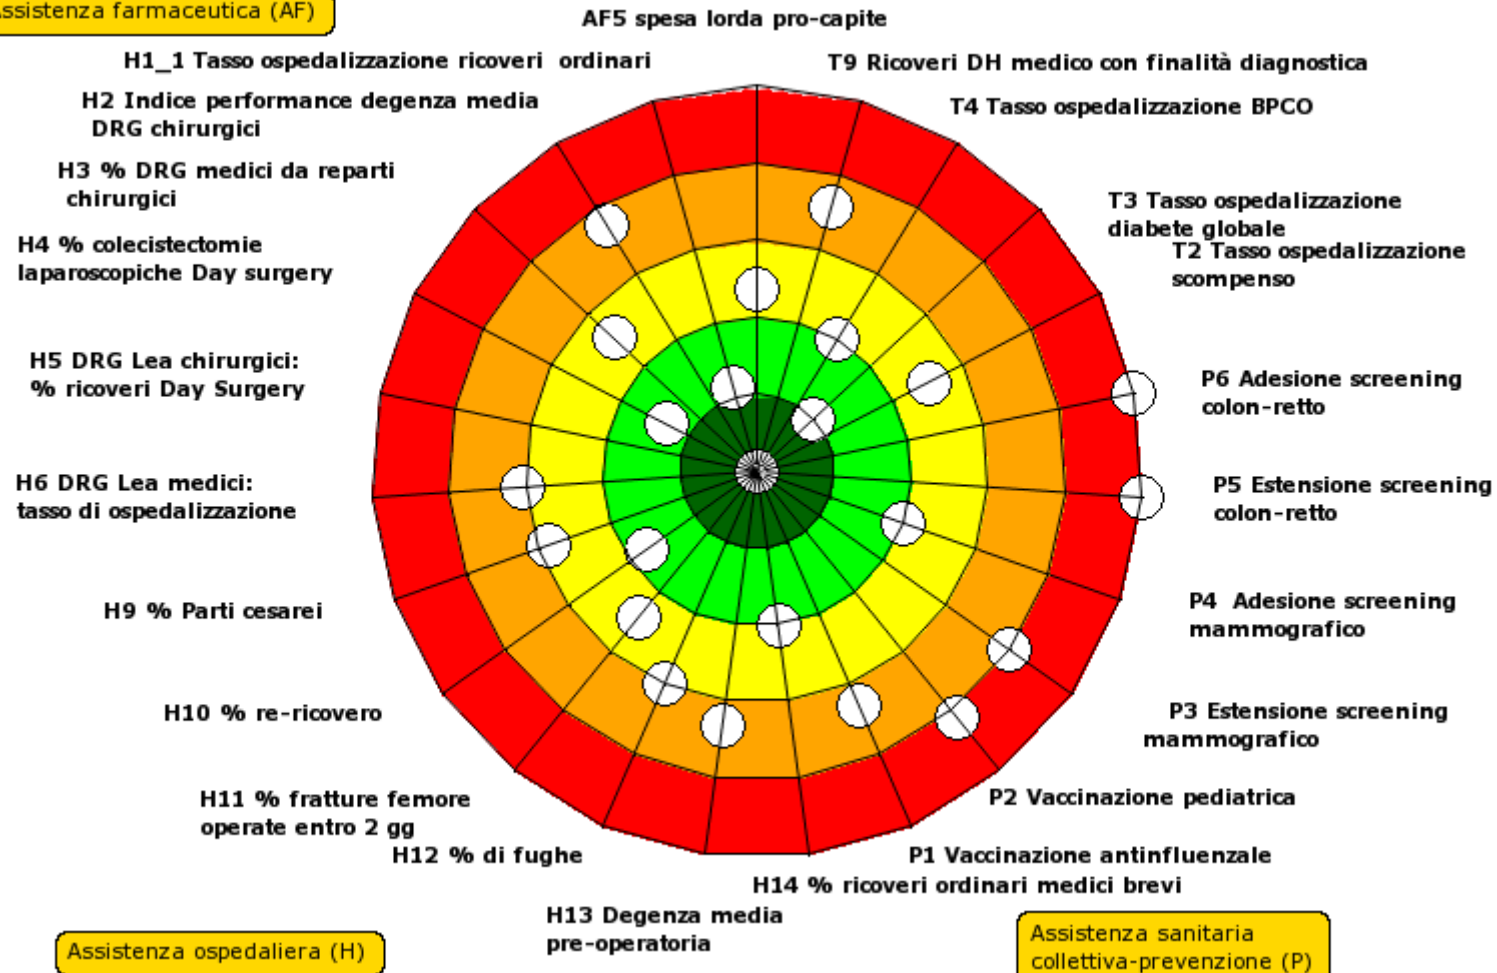 Assistenza farmaceutica (AF)
AF5 spesa lorda pro-capite
H1_1 Tasso ospedalizzazione ricoveri ordinari
T9 Ricoveri DH medico con finalità diagnostica
H2 Indice performance degenza media
DRG chirurgici
T4 Tasso ospedalizzazione BPCO
H3 % DRG medici da reparti
chirurgici
T3 Tasso ospedalizzazione
diabete globale
H4 % colecistectomie
laparoscopiche Day surgery
T2 Tasso ospedalizzazione
scompenso
H5 DRG Lea chirurgici:
% ricoveri Day Surgery
P6 Adesione screening
colon-retto
H6 DRG Lea medici:
tasso di ospedalizzazione
P5 Estensione screening
colon-retto
H9 % Parti cesarei
P4 Adesione screening
mammografico
H10 % re-ricovero
P3 Estensione screening
mammografico
H11 % fratture femore
operate entro 2 gg
P2 Vaccinazione pediatrica
H12 % di fughe
P1 Vaccinazione antinfluenzale
H14 % ricoveri ordinari medici brevi
H13 Degenza media
pre-operatoria
Assistenza ospedaliera (H)
Assistenza sanitaria
collettiva-prevenzione (P)